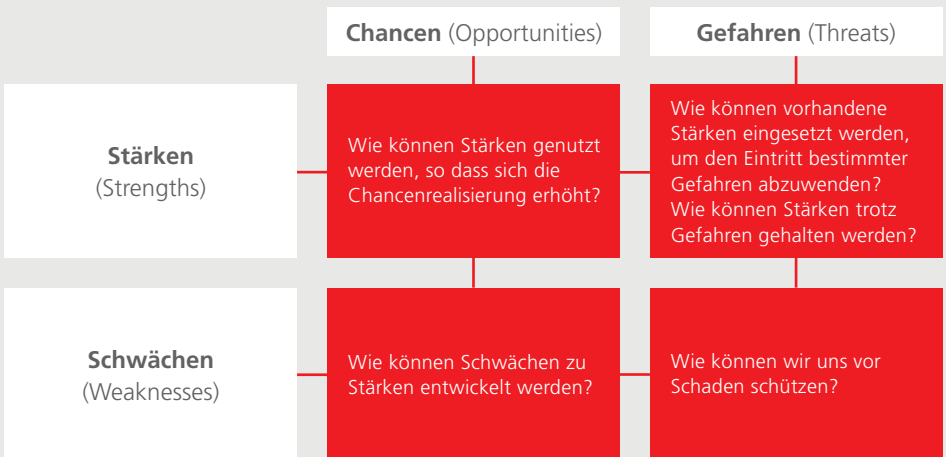 Chancen (Opportunities)
Gefahren (Threats)
Stärken
(Strengths)
Wie können Stärken genutzt
werden, so dass sich die
Chancenrealisierung erhöht?
Wie können vorhandene
Stärken eingesetzt werden,
um den Eintritt bestimmter
Gefahren abzuwenden?
Wie können Stärken trotz
Gefahren gehalten werden?
Schwächen
(Weaknesses)
Wie können Schwächen zu
Stärken entwickelt werden?
Wie können wir uns vor
Schaden schützen?